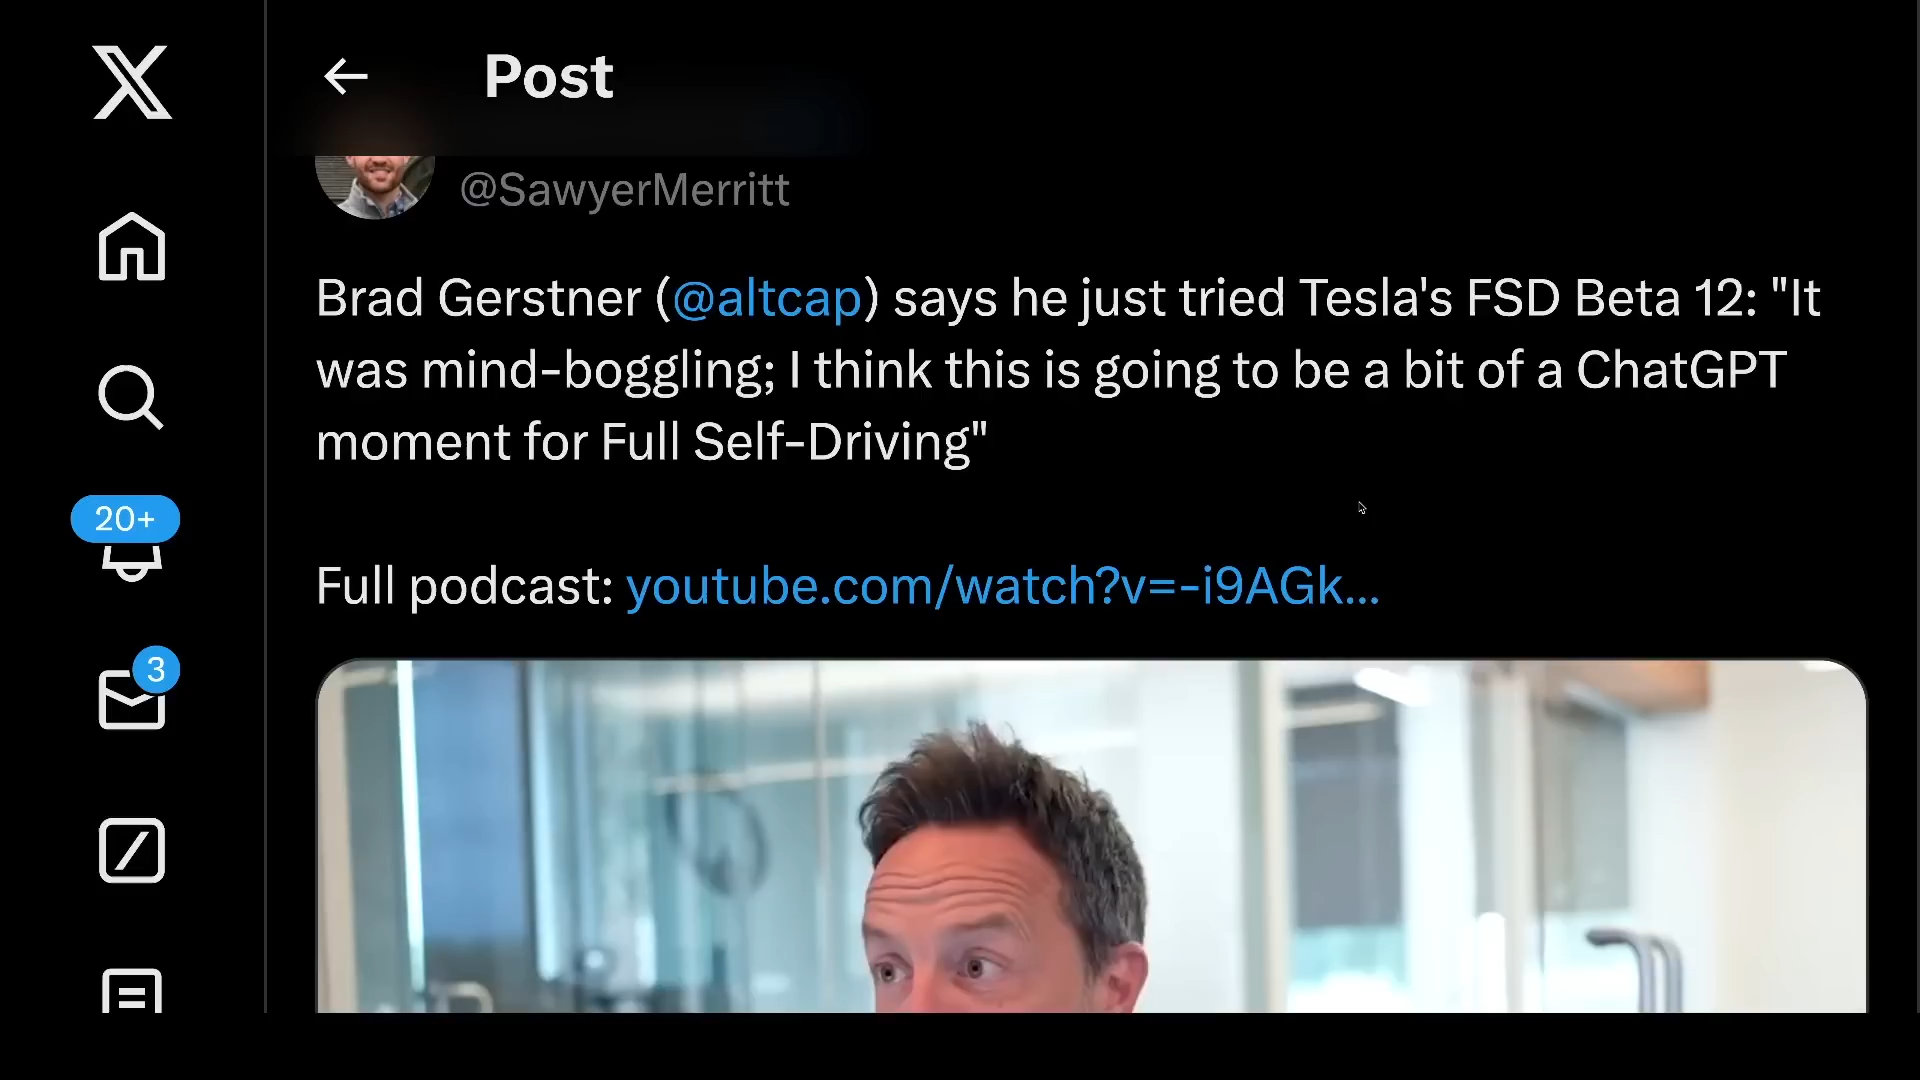 Post
@SawyerMerritt
Brad Gerstner (@altcap) says he just tried Tesla's FSD Beta 12: "It
was mind-boggling; I think this is going to be a bit of a ChatGPT
moment for Full Self-Driving"
20+
Full podcast: youtube.com/watch?v=-i9AGk...
3